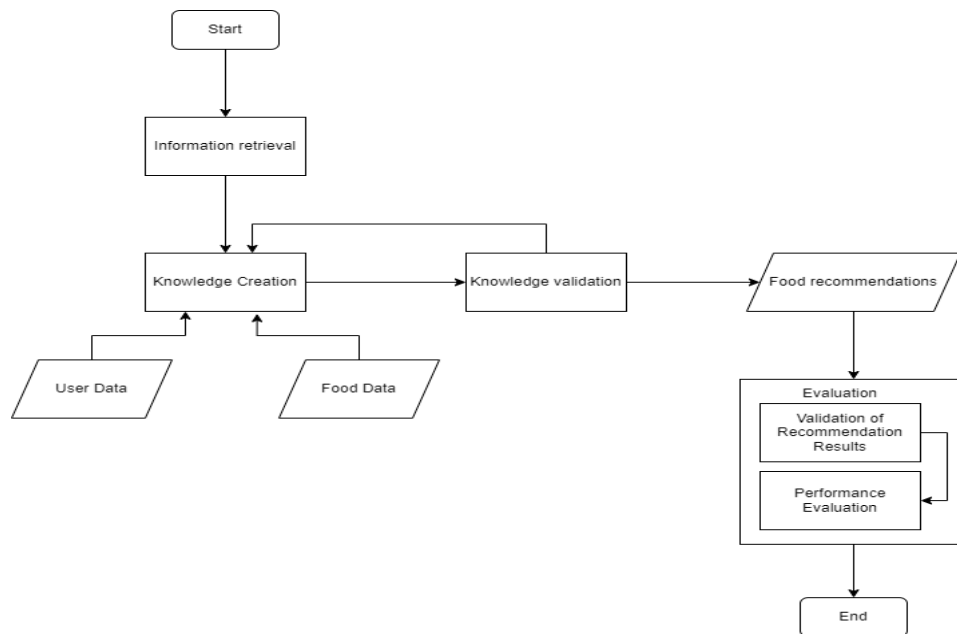 Start
Information retrieval
Knowledge Creation
Knowledge validation
Food recommendations
User Data
Food Data
Evaluation
Validation of
Recommendation
Results
Performance
Evaluation
End